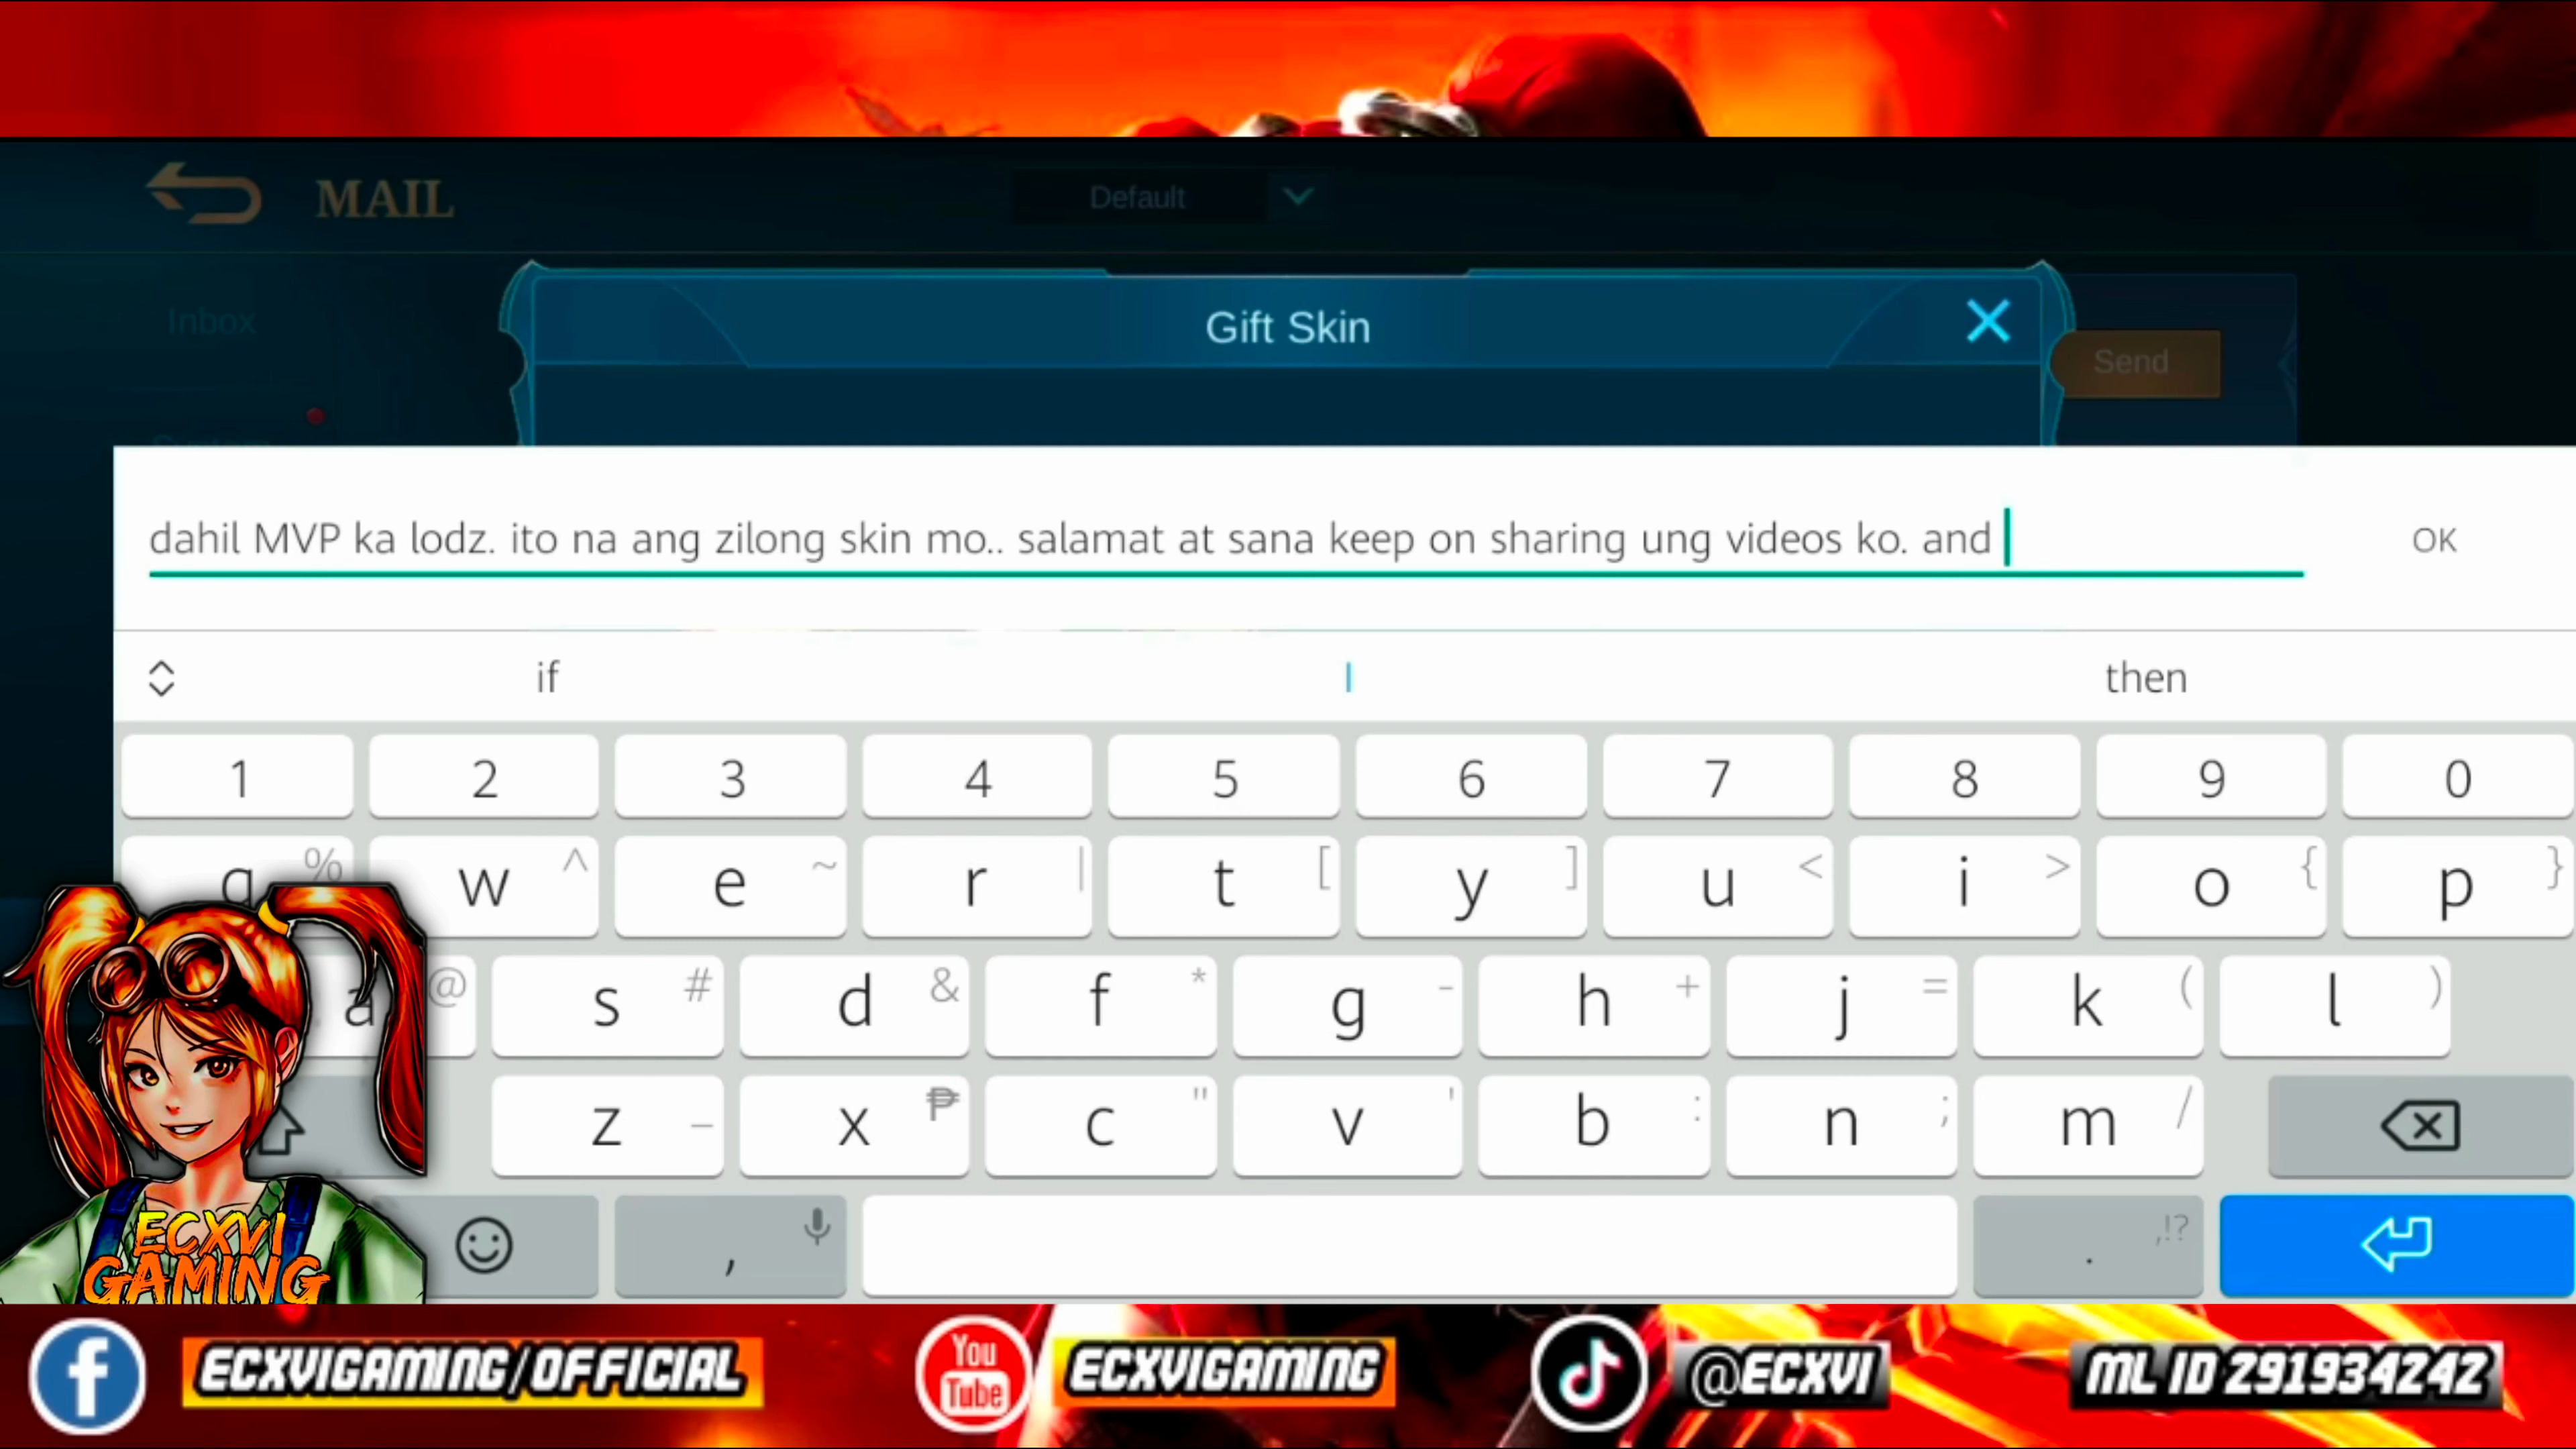 MAIL
Default
Inbox
Gift Skin
Send
dahil MVP ka lodz. ito na ang zilong skin mo.. salamat at sana keep on sharing ung videos ko. and
OK
if I then
1 2 3 4 5 6 7 8 9 0
q % w ^ e ~ r | t [ y ] u < i > o { p }
a @ s # d & f * g - h + j = k ( l )
z _ x ₱ c " v ' b : n ; m /
, . ,!?
ECXVI
GAMING
f ECXVIGAMING/OFFICIAL You Tube ECXVIGAMING @ECXVI ML ID 291934242